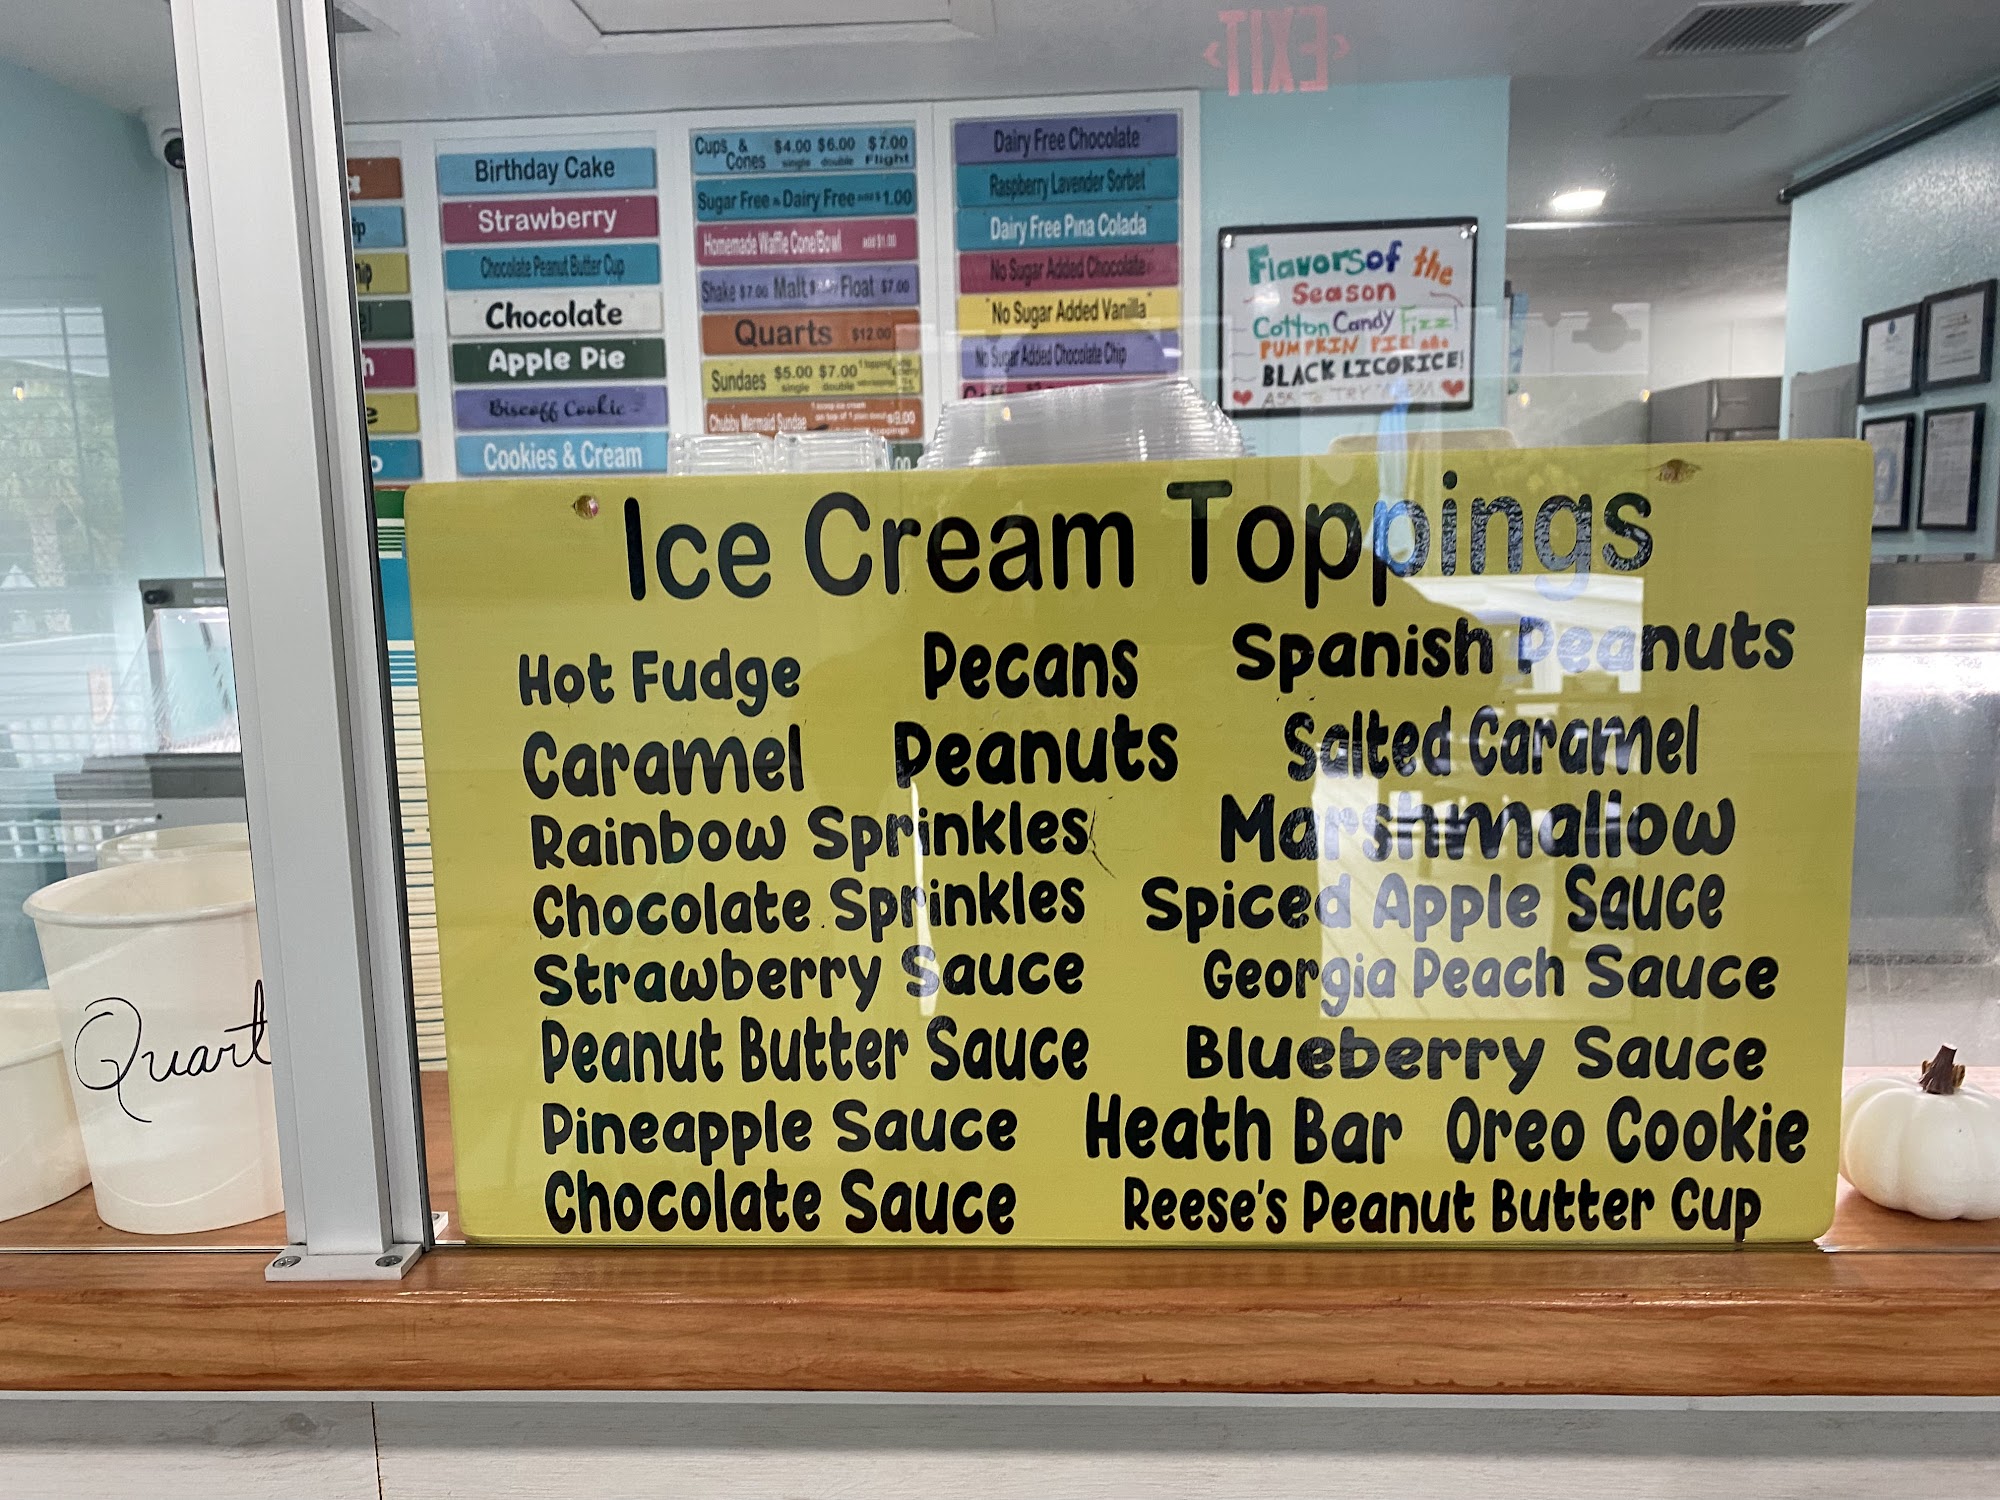 EXIT
Birthday Cake
Strawberry
Chocolate Peanut Butter Cup
Chocolate
Apple Pie
Biscoff Cookie
Cookies & Cream
Cups & Cones $4.00 single $6.00 double $7.00 Flight
Sugar Free Dairy Free $1.00
Homemade Waffle Cone/Bowl add $1.00
Shake $7.00 Malt Float $7.00
Quarts $12.00
Sundaes $5.00 single $7.00 double
Chubby Mermaid Sundae $9.00
Dairy Free Chocolate
Raspberry Lavender Sorbet
Dairy Free Pina Colada
No Sugar Added Chocolate
No Sugar Added Vanilla
No Sugar Added Chocolate Chip
Flavors of the
Season
Cotton Candy Fizz!
PUMPKIN PIE and
BLACK LICORICE!
ASK TO TRY THEM
Ice Cream Toppings
Hot Fudge Pecans Spanish Peanuts
Caramel Peanuts Salted Caramel
Rainbow Sprinkles Marshmallow
Chocolate Sprinkles Spiced Apple Sauce
Strawberry Sauce Georgia Peach Sauce
Peanut Butter Sauce Blueberry Sauce
Pineapple Sauce Heath Bar Oreo Cookie
Chocolate Sauce Reese's Peanut Butter Cup
Quart